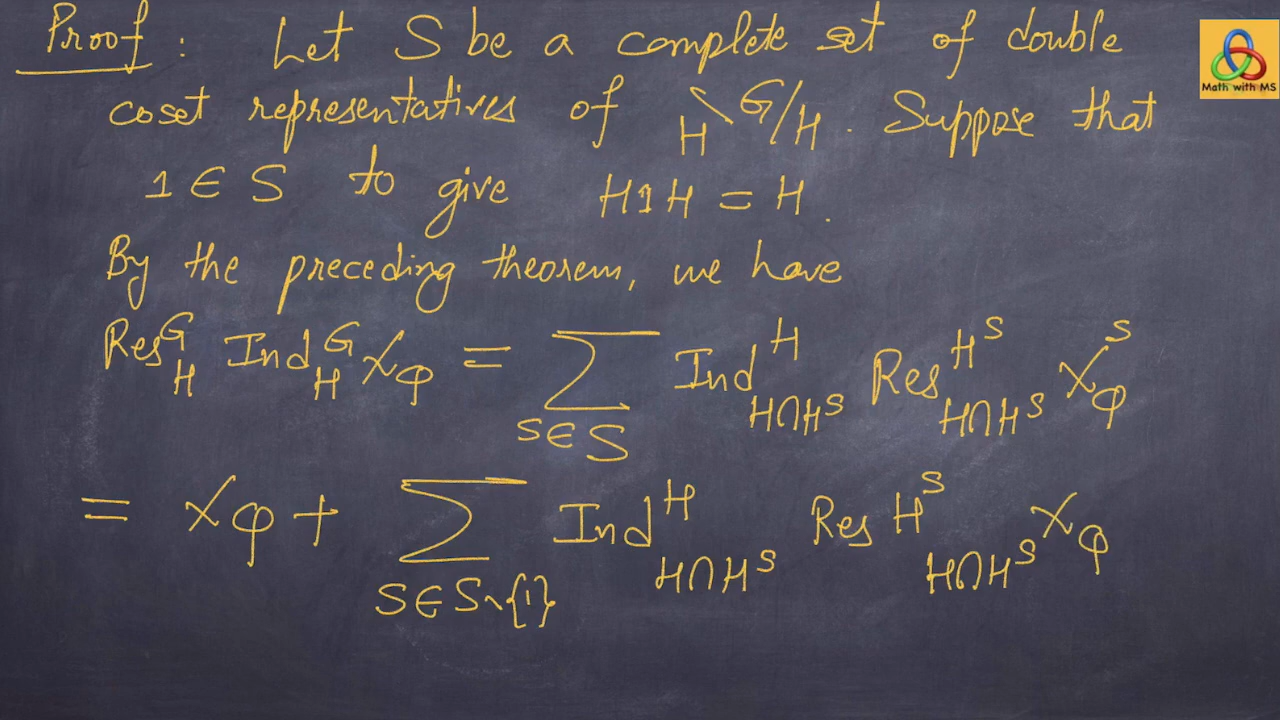 Proof : Let S be a complete set of double
coset representatives of H\G/H. Suppose that
1 ∈ S to give H1H = H.
By the preceding theorem, we have
Res^G_H Ind^G_H χ_φ = ∑_{s∈S} Ind^H_{H∩H^s} Res^{H^s}_{H∩H^s} χ^s_φ
= χ_φ + ∑_{s∈S∖{1}} Ind^H_{H∩H^s} Res^{H^s}_{H∩H^s} χ_φ
Math with MS